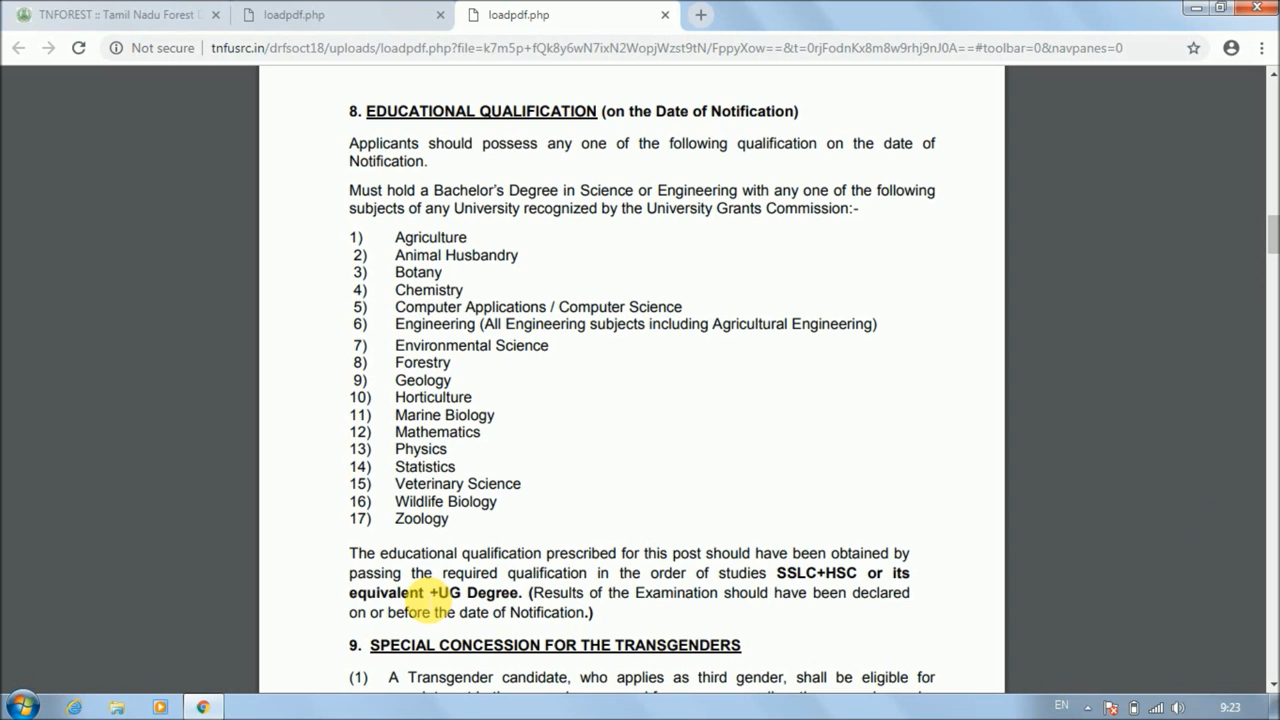 TNFOREST :: Tamil Nadu Forest D
loadpdf.php
loadpdf.php
Not secure
tnfusrc.in/drfsoct18/uploads/loadpdf.php?file=k7m5p+fQk8y6wN7ixN2WopjWzst9tN/FppyXow==&t=0rjFodnKx8m8w9rhj9nJ0A==#toolbar=0&navpanes=0
8. EDUCATIONAL QUALIFICATION (on the Date of Notification)
Applicants should possess any one of the following qualification on the date of
Notification.
Must hold a Bachelor's Degree in Science or Engineering with any one of the following
subjects of any University recognized by the University Grants Commission:-
1) Agriculture
2) Animal Husbandry
3) Botany
4) Chemistry
5) Computer Applications / Computer Science
6) Engineering (All Engineering subjects including Agricultural Engineering)
7) Environmental Science
8) Forestry
9) Geology
10) Horticulture
11) Marine Biology
12) Mathematics
13) Physics
14) Statistics
15) Veterinary Science
16) Wildlife Biology
17) Zoology
The educational qualification prescribed for this post should have been obtained by
passing the required qualification in the order of studies SSLC+HSC or its
equivalent +UG Degree. (Results of the Examination should have been declared
on or before the date of Notification.)
9. SPECIAL CONCESSION FOR THE TRANSGENDERS
(1) A Transgender candidate, who applies as third gender, shall be eligible for
EN
9:23